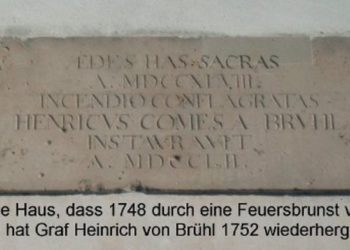 EDES HAS SACRAS
A. MDCCXLVIII.
INCENDIO CONFLAGRATAS
HENRICVS COMES A BRVHL
INSTAVRAVIT
A. MDCCLII.
e Haus, dass 1748 durch eine Feuersbrunst v
hat Graf Heinrich von Brühl 1752 wiederherg